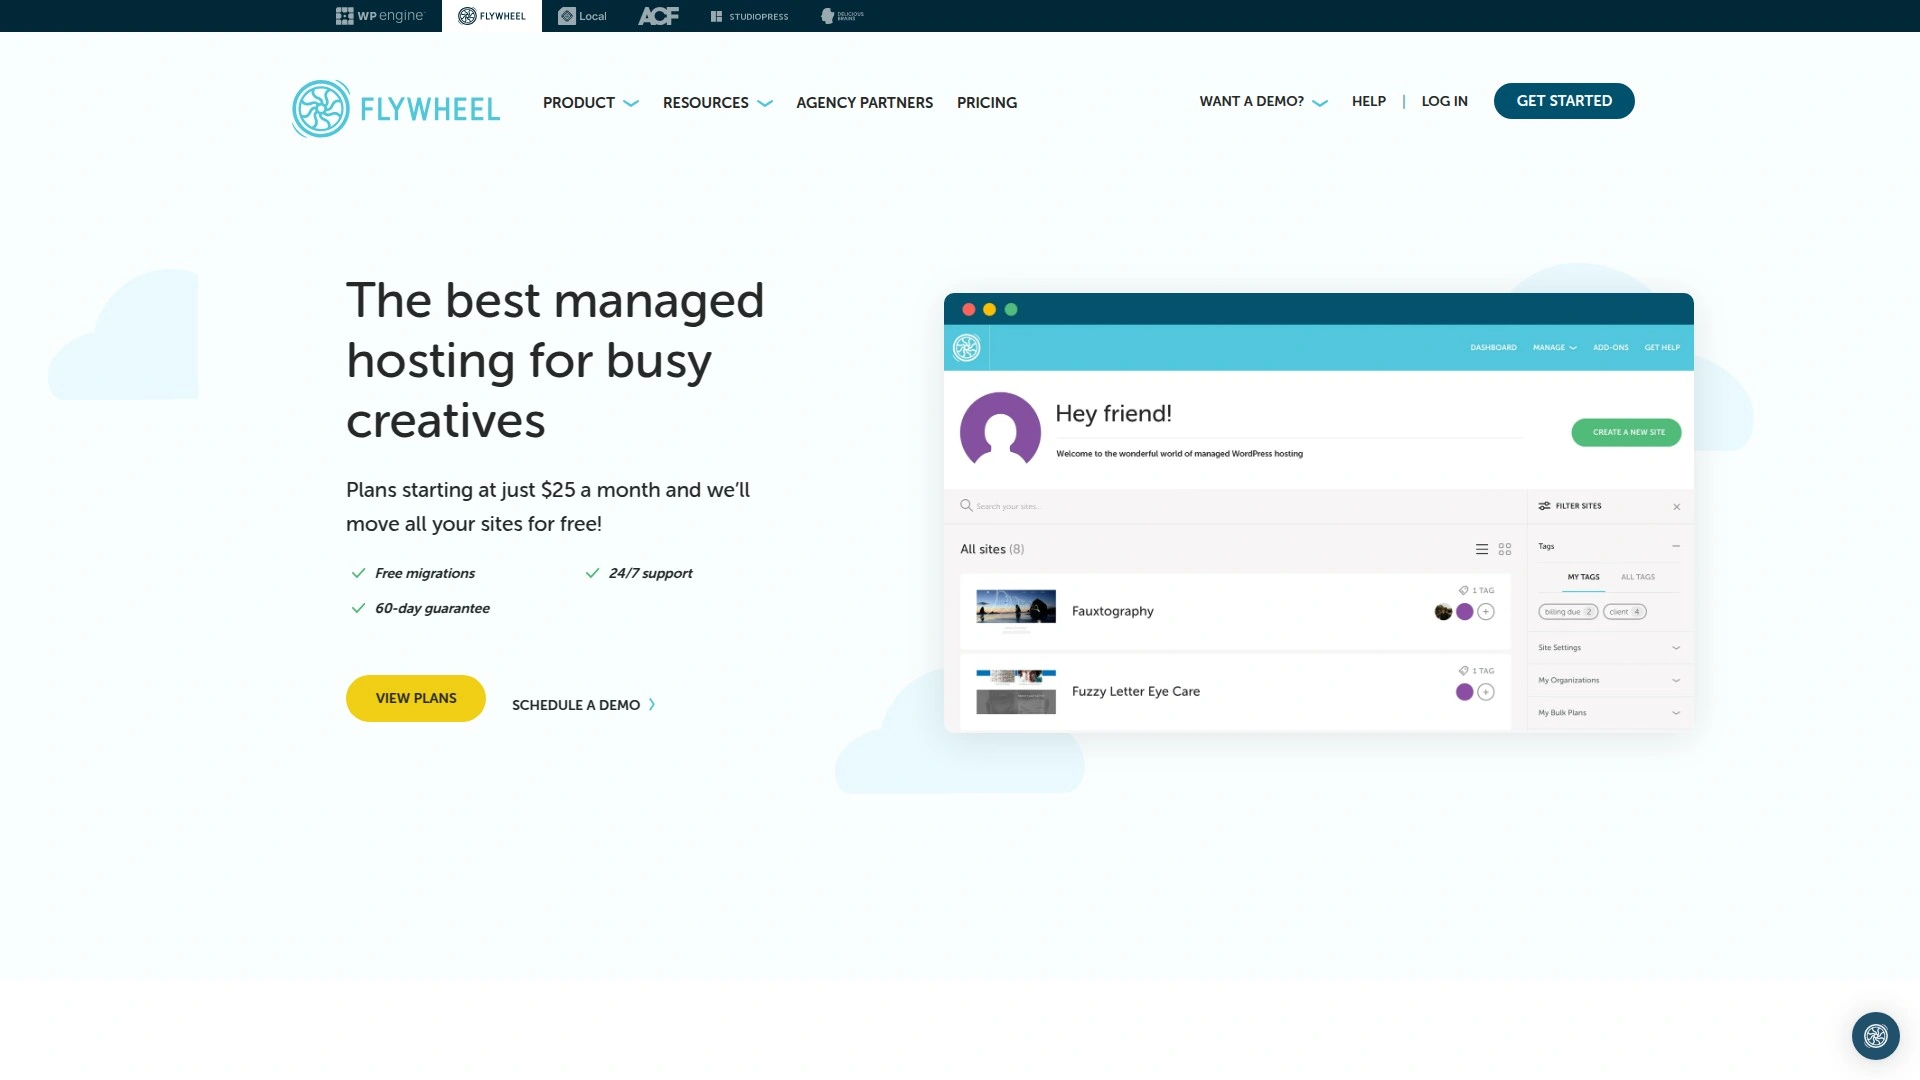 WP engine
FLYWHEEL
Local
ACF
STUDIOPRESS
DELICIOUS
BRAINS
FLYWHEEL
PRODUCT
RESOURCES
AGENCY PARTNERS
PRICING
WANT A DEMO?
HELP
|
LOG IN
GET STARTED
The best managed
hosting for busy
creatives
Plans starting at just $25 a month and we’ll
move all your sites for free!
Free migrations
24/7 support
60-day guarantee
VIEW PLANS
SCHEDULE A DEMO
DASHBOARD
MANAGE
ADD-ONS
GET HELP
Hey friend!
Welcome to the wonderful world of managed WordPress hosting
CREATE A NEW SITE
Search your sites...
FILTER SITES
All sites (8)
Tags
MY TAGS
ALL TAGS
billing due 2
client 4
1 TAG
Fauxtography
1 TAG
Fuzzy Letter Eye Care
Site Settings
My Organizations
My Bulk Plans